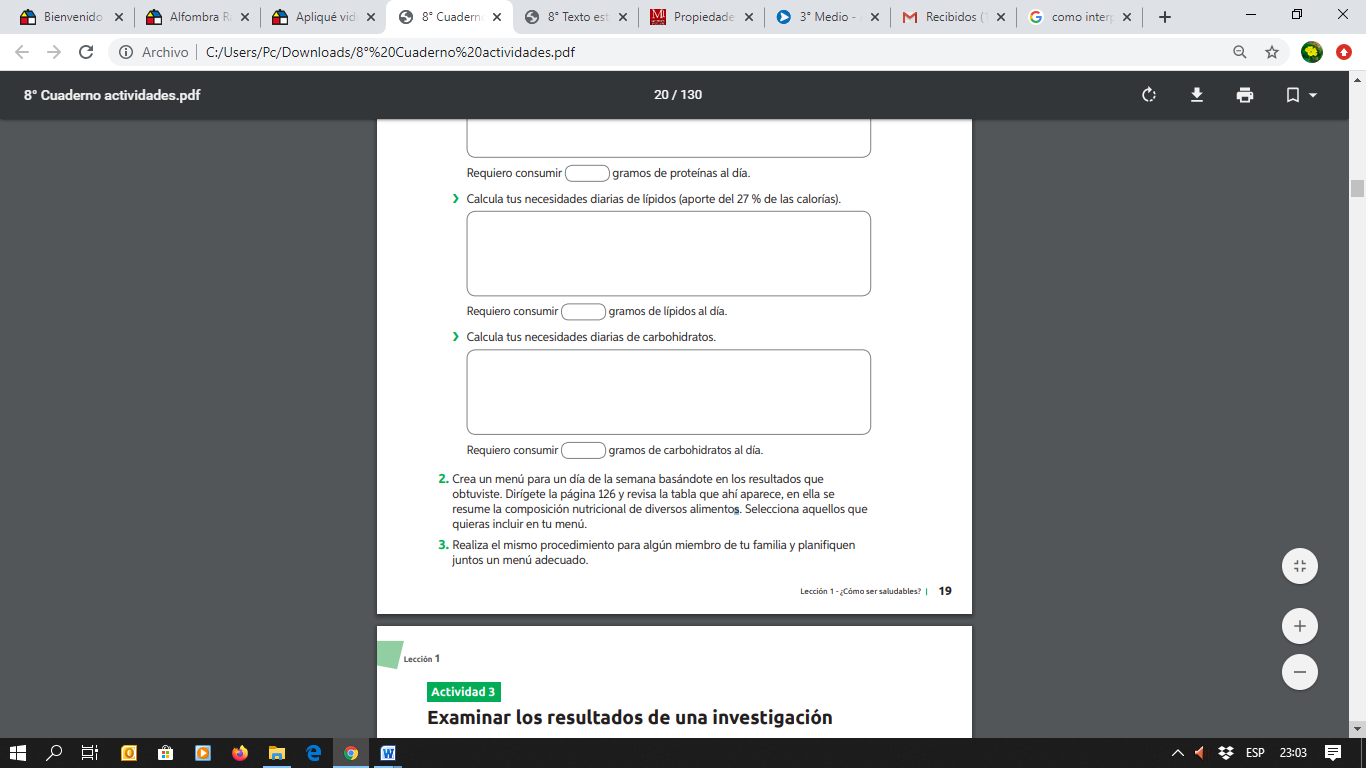 Bienvenido
Alfombra R
Apliqué vid
8° Cuadern
8° Texto est
Propiedade
3° Medio -
Recibidos (
como interp
Archivo
C:/Users/Pc/Downloads/8°%20Cuaderno%20actividades.pdf
8° Cuaderno actividades.pdf
20 / 130
Requiero consumir gramos de proteínas al día.
❯ Calcula tus necesidades diarias de lípidos (aporte del 27 % de las calorías).
Requiero consumir gramos de lípidos al día.
❯ Calcula tus necesidades diarias de carbohidratos.
Requiero consumir gramos de carbohidratos al día.
2. Crea un menú para un día de la semana basándote en los resultados que
obtuviste. Dirígete la página 126 y revisa la tabla que ahí aparece, en ella se
resume la composición nutricional de diversos alimentos. Selecciona aquellos que
quieras incluir en tu menú.
3. Realiza el mismo procedimiento para algún miembro de tu familia y planifiquen
juntos un menú adecuado.
Lección 1 - ¿Cómo ser saludables? | 19
Lección 1
Actividad 3
Examinar los resultados de una investigación
ESP
23:03